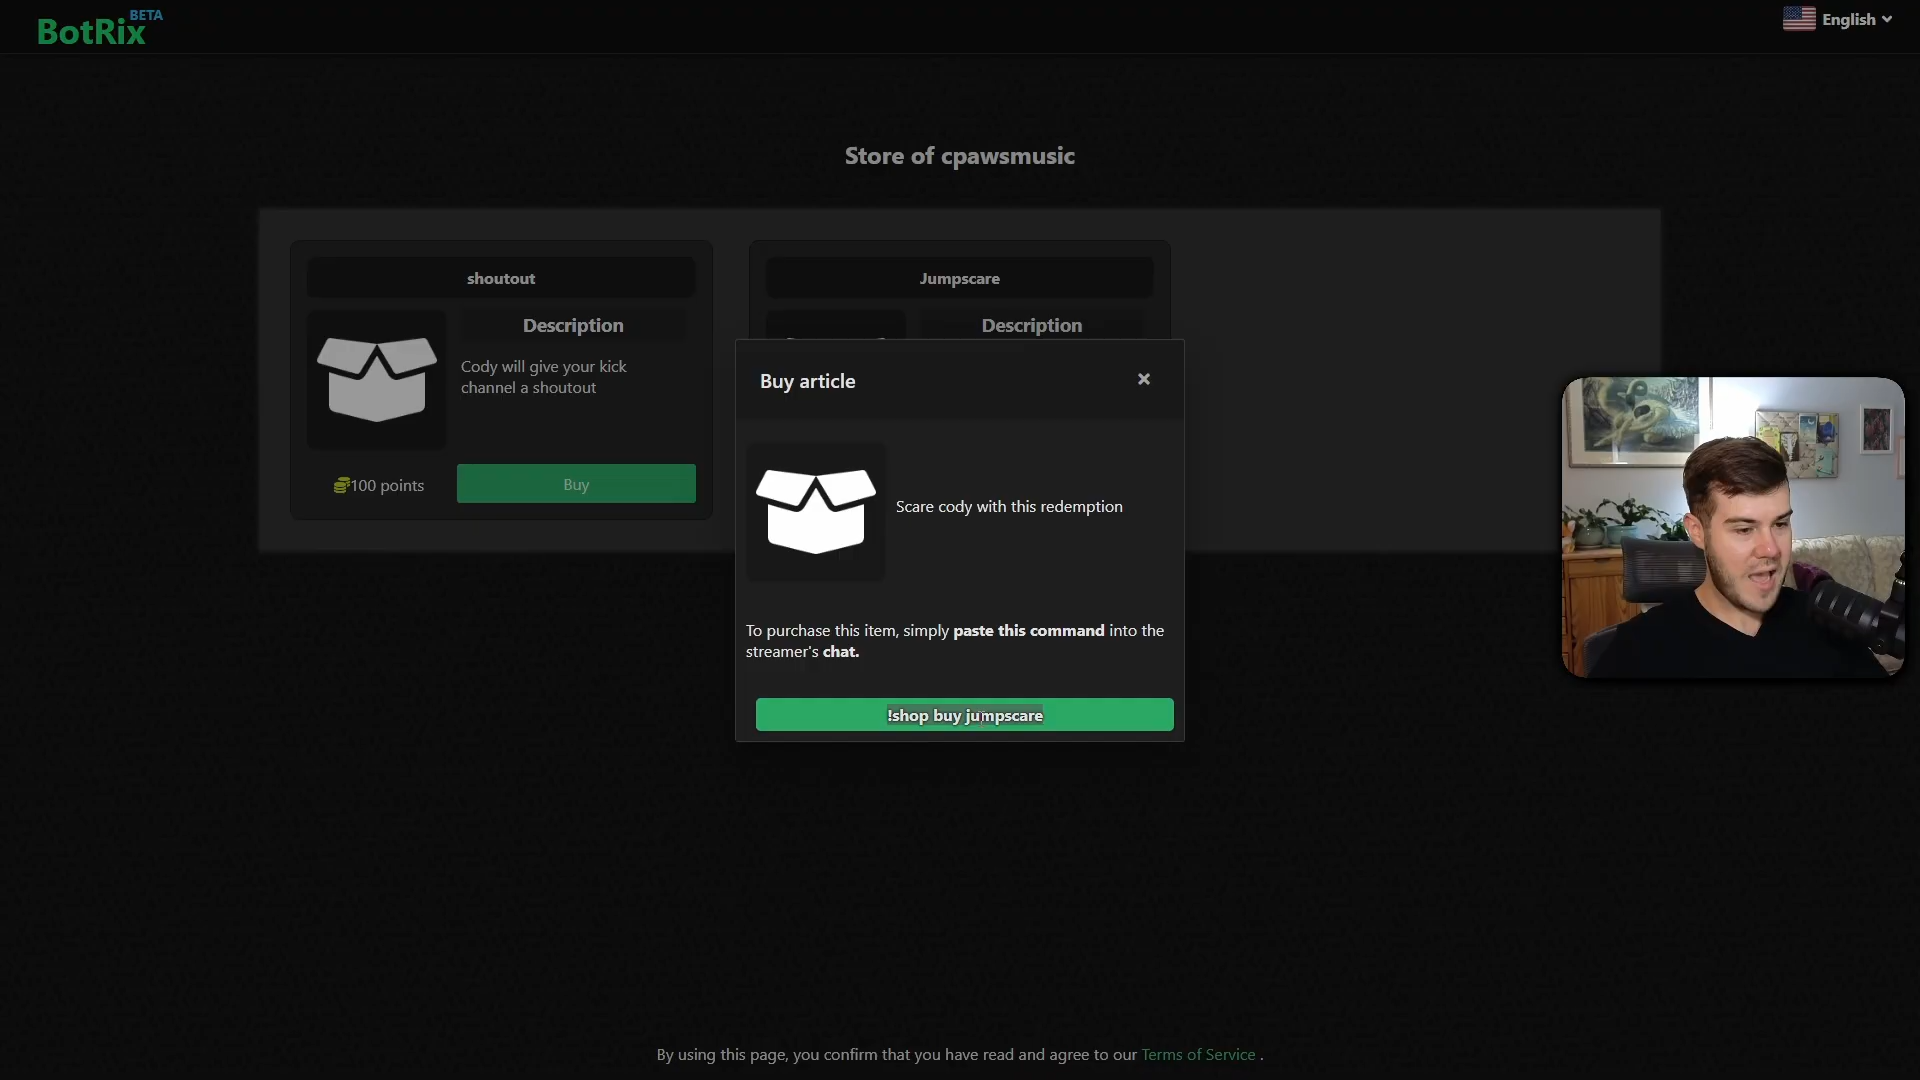 BotRix BETA
English
Store of cpawsmusic
shoutout
Description
Cody will give your kick
channel a shoutout
100 points
Buy
Jumpscare
Description
Buy article
Scare cody with this redemption
To purchase this item, simply paste this command into the
streamer's chat.
!shop buy jumpscare
By using this page, you confirm that you have read and agree to our Terms of Service .